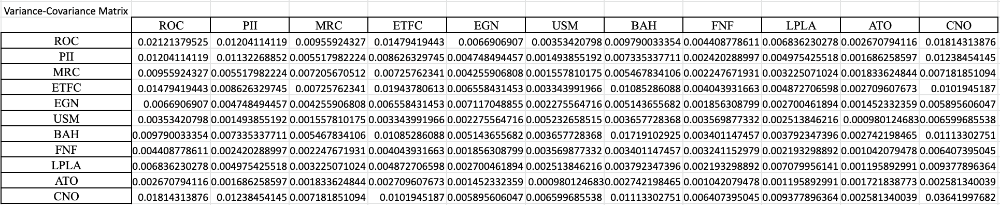 Variance-Covariance Matrix
ROC PII MRC ETFC EGN USM BAH FNF LPLA ATO CNO
ROC 0.02121379525 0.01204114119 0.00955924327 0.01479419443 0.0066906907 0.00353420798 0.009790033354 0.004408778611 0.006836230278 0.002670794116 0.01814313876
PII 0.01204114119 0.01132268852 0.005517982224 0.008626329745 0.004748494457 0.001493855192 0.007335337711 0.002420288997 0.004975425518 0.001686258597 0.01238454145
MRC 0.00955924327 0.005517982224 0.007205670512 0.00725762341 0.004255906808 0.001557810175 0.005467834106 0.002247671931 0.003225071024 0.001833624844 0.007181851094
ETFC 0.01479419443 0.008626329745 0.00725762341 0.01943780613 0.006558431453 0.003343991966 0.01085286088 0.004043931663 0.004872706598 0.002709607673 0.0101945187
EGN 0.0066906907 0.004748494457 0.004255906808 0.006558431453 0.007117048855 0.002275564716 0.005143655682 0.001856308799 0.002700461894 0.001452332359 0.005895606047
USM 0.00353420798 0.001493855192 0.001557810175 0.003343991966 0.002275564716 0.005232658515 0.003657728368 0.003569877332 0.002513846216 0.000980124683 0.006599685538
BAH 0.009790033354 0.007335337711 0.005467834106 0.01085286088 0.005143655682 0.003657728368 0.01719102925 0.003401147457 0.003792347396 0.002742198465 0.01113302751
FNF 0.004408778611 0.002420288997 0.002247671931 0.004043931663 0.001856308799 0.003569877332 0.003401147457 0.003241152979 0.002193298892 0.001042079478 0.006407395045
LPLA 0.006836230278 0.004975425518 0.003225071024 0.004872706598 0.002700461894 0.002513846216 0.003792347396 0.002193298892 0.007079956141 0.001195892991 0.009377896364
ATO 0.002670794116 0.001686258597 0.001833624844 0.002709607673 0.001452332359 0.000980124683 0.002742198465 0.001042079478 0.001195892991 0.001721838773 0.002581340039
CNO 0.01814313876 0.01238454145 0.007181851094 0.0101945187 0.005895606047 0.006599685538 0.01113302751 0.006407395045 0.009377896364 0.002581340039 0.03641997682